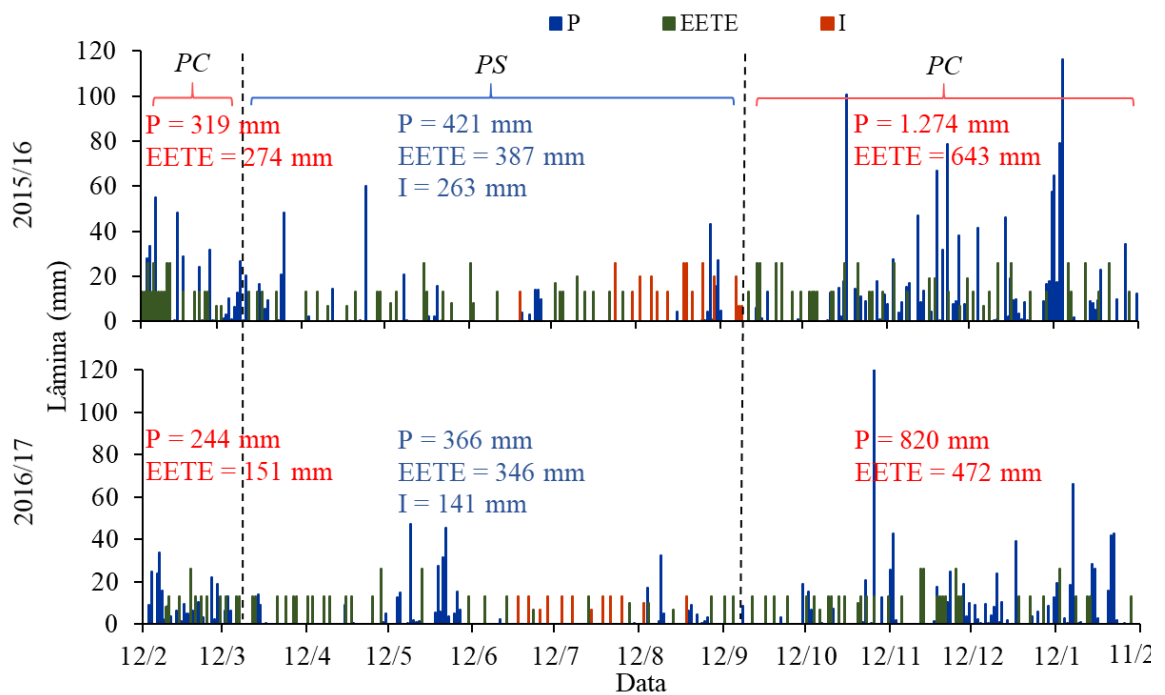 P EETE I
120
100
80
60
40
20
0
2015/16
PC PS PC
P = 319 mm
EETE = 274 mm
P = 421 mm
EETE = 387 mm
I = 263 mm
P = 1.274 mm
EETE = 643 mm
Lâmina (mm)
120
100
80
60
40
20
0
2016/17
P = 244 mm
EETE = 151 mm
P = 366 mm
EETE = 346 mm
I = 141 mm
P = 820 mm
EETE = 472 mm
12/2 12/3 12/4 12/5 12/6 12/7 12/8 12/9 12/10 12/11 12/12 12/1 11/2
Data